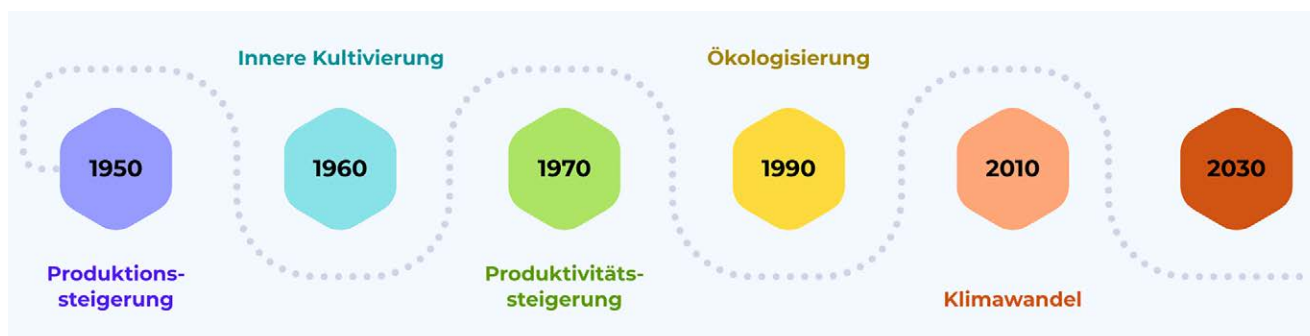 Innere Kultivierung
Ökologisierung
1950
1960
1970
1990
2010
2030
Produktions-
steigerung
Produktivitäts-
steigerung
Klimawandel